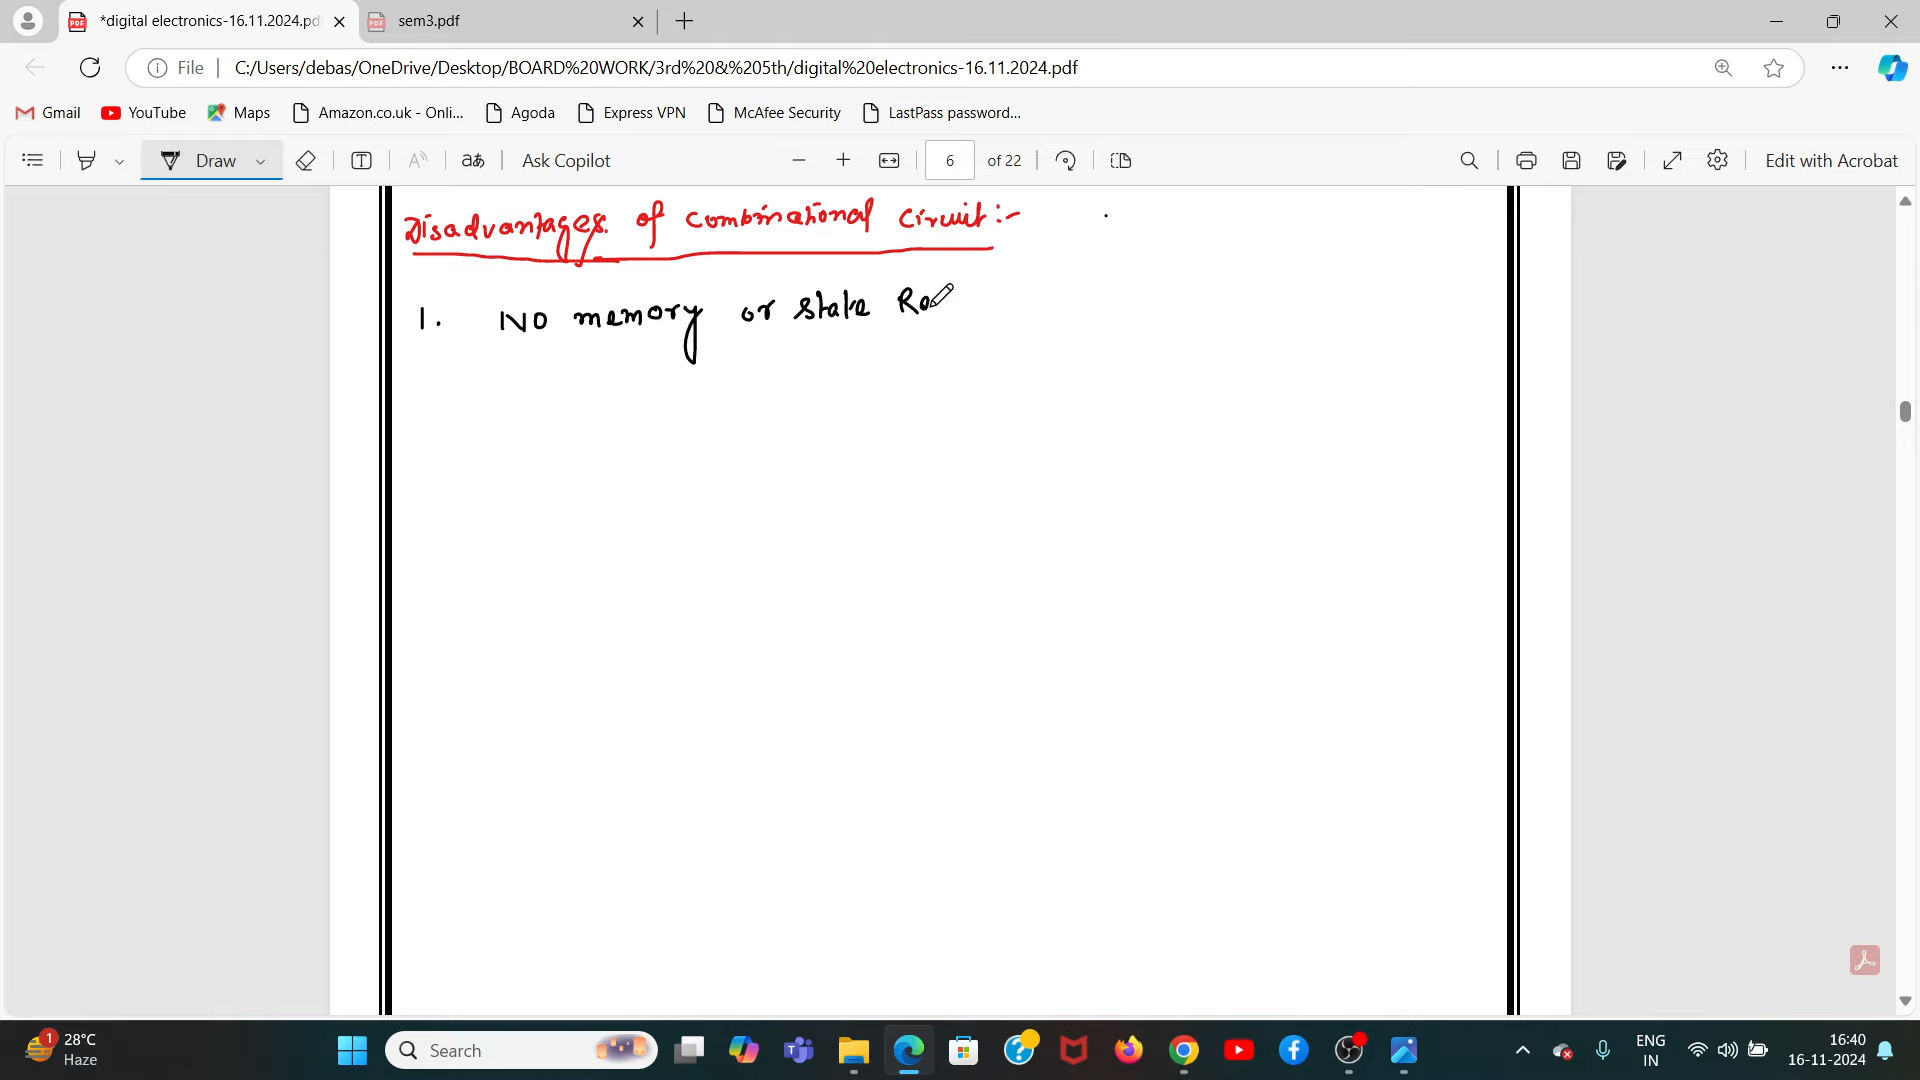 *digital electronics-16.11.2024.pd
sem3.pdf
File
C:/Users/debas/OneDrive/Desktop/BOARD%20WORK/3rd%20&%205th/digital%20electronics-16.11.2024.pdf
Gmail YouTube Maps Amazon.co.uk - Onli... Agoda Express VPN McAfee Security LastPass password...
Draw aあ Ask Copilot 6 of 22 Edit with Acrobat
Disadvantages of combinational circuit:-
1. NO memory or state
28°C
Haze
Search
ENG
IN
16:40
16-11-2024